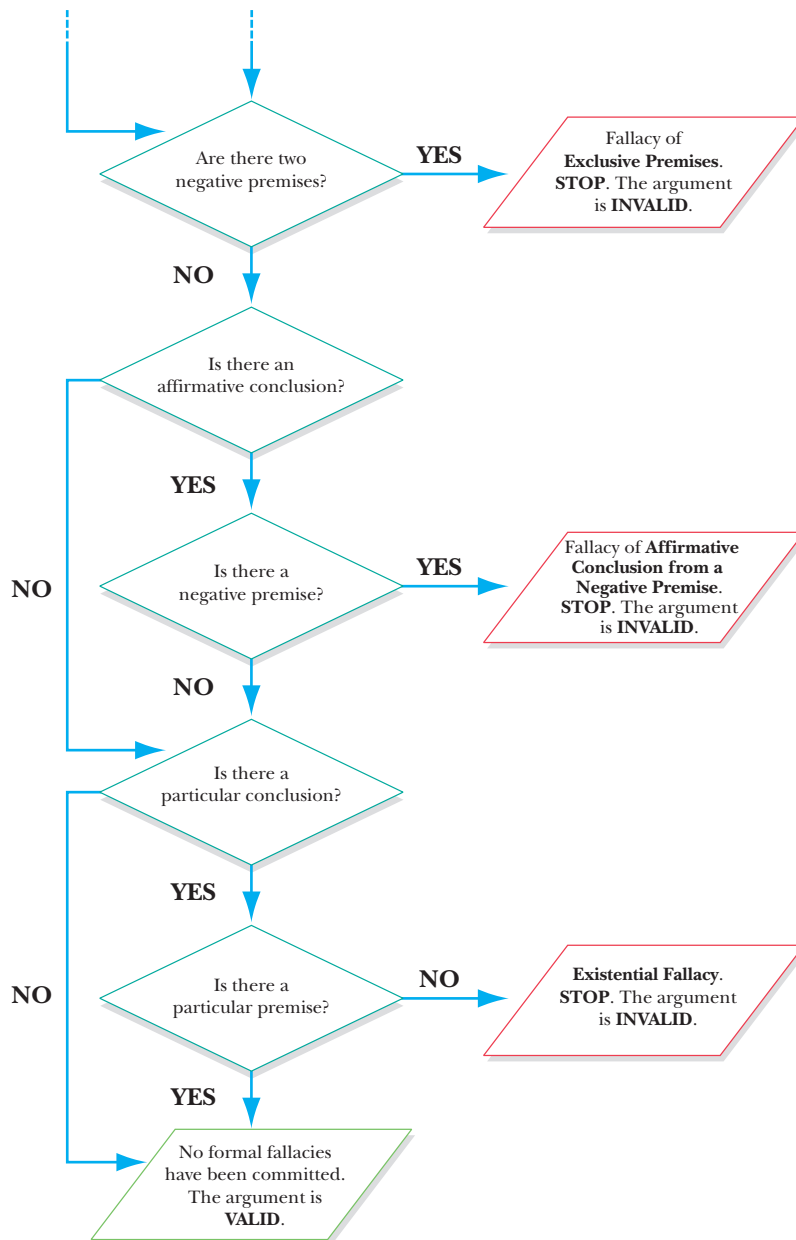 Are there two
negative premises?
YES
Fallacy of
Exclusive Premises.
STOP. The argument
is INVALID.
NO
Is there an
affirmative conclusion?
YES
NO
Is there a
negative premise?
YES
Fallacy of Affirmative
Conclusion from a
Negative Premise.
STOP. The argument
is INVALID.
NO
Is there a
particular conclusion?
YES
NO
Is there a
particular premise?
NO
Existential Fallacy.
STOP. The argument
is INVALID.
YES
No formal fallacies
have been committed.
The argument is
VALID.